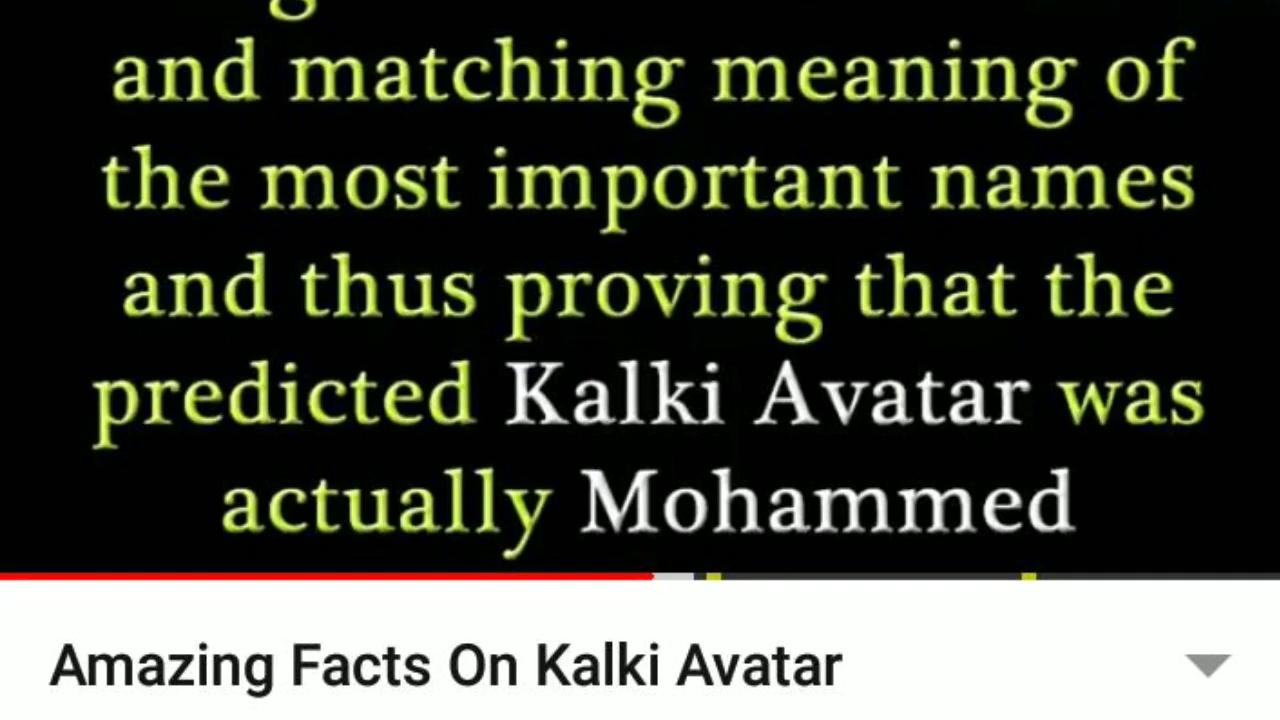 and matching meaning of
the most important names
and thus proving that the
predicted Kalki Avatar was
actually Mohammed
Amazing Facts On Kalki Avatar